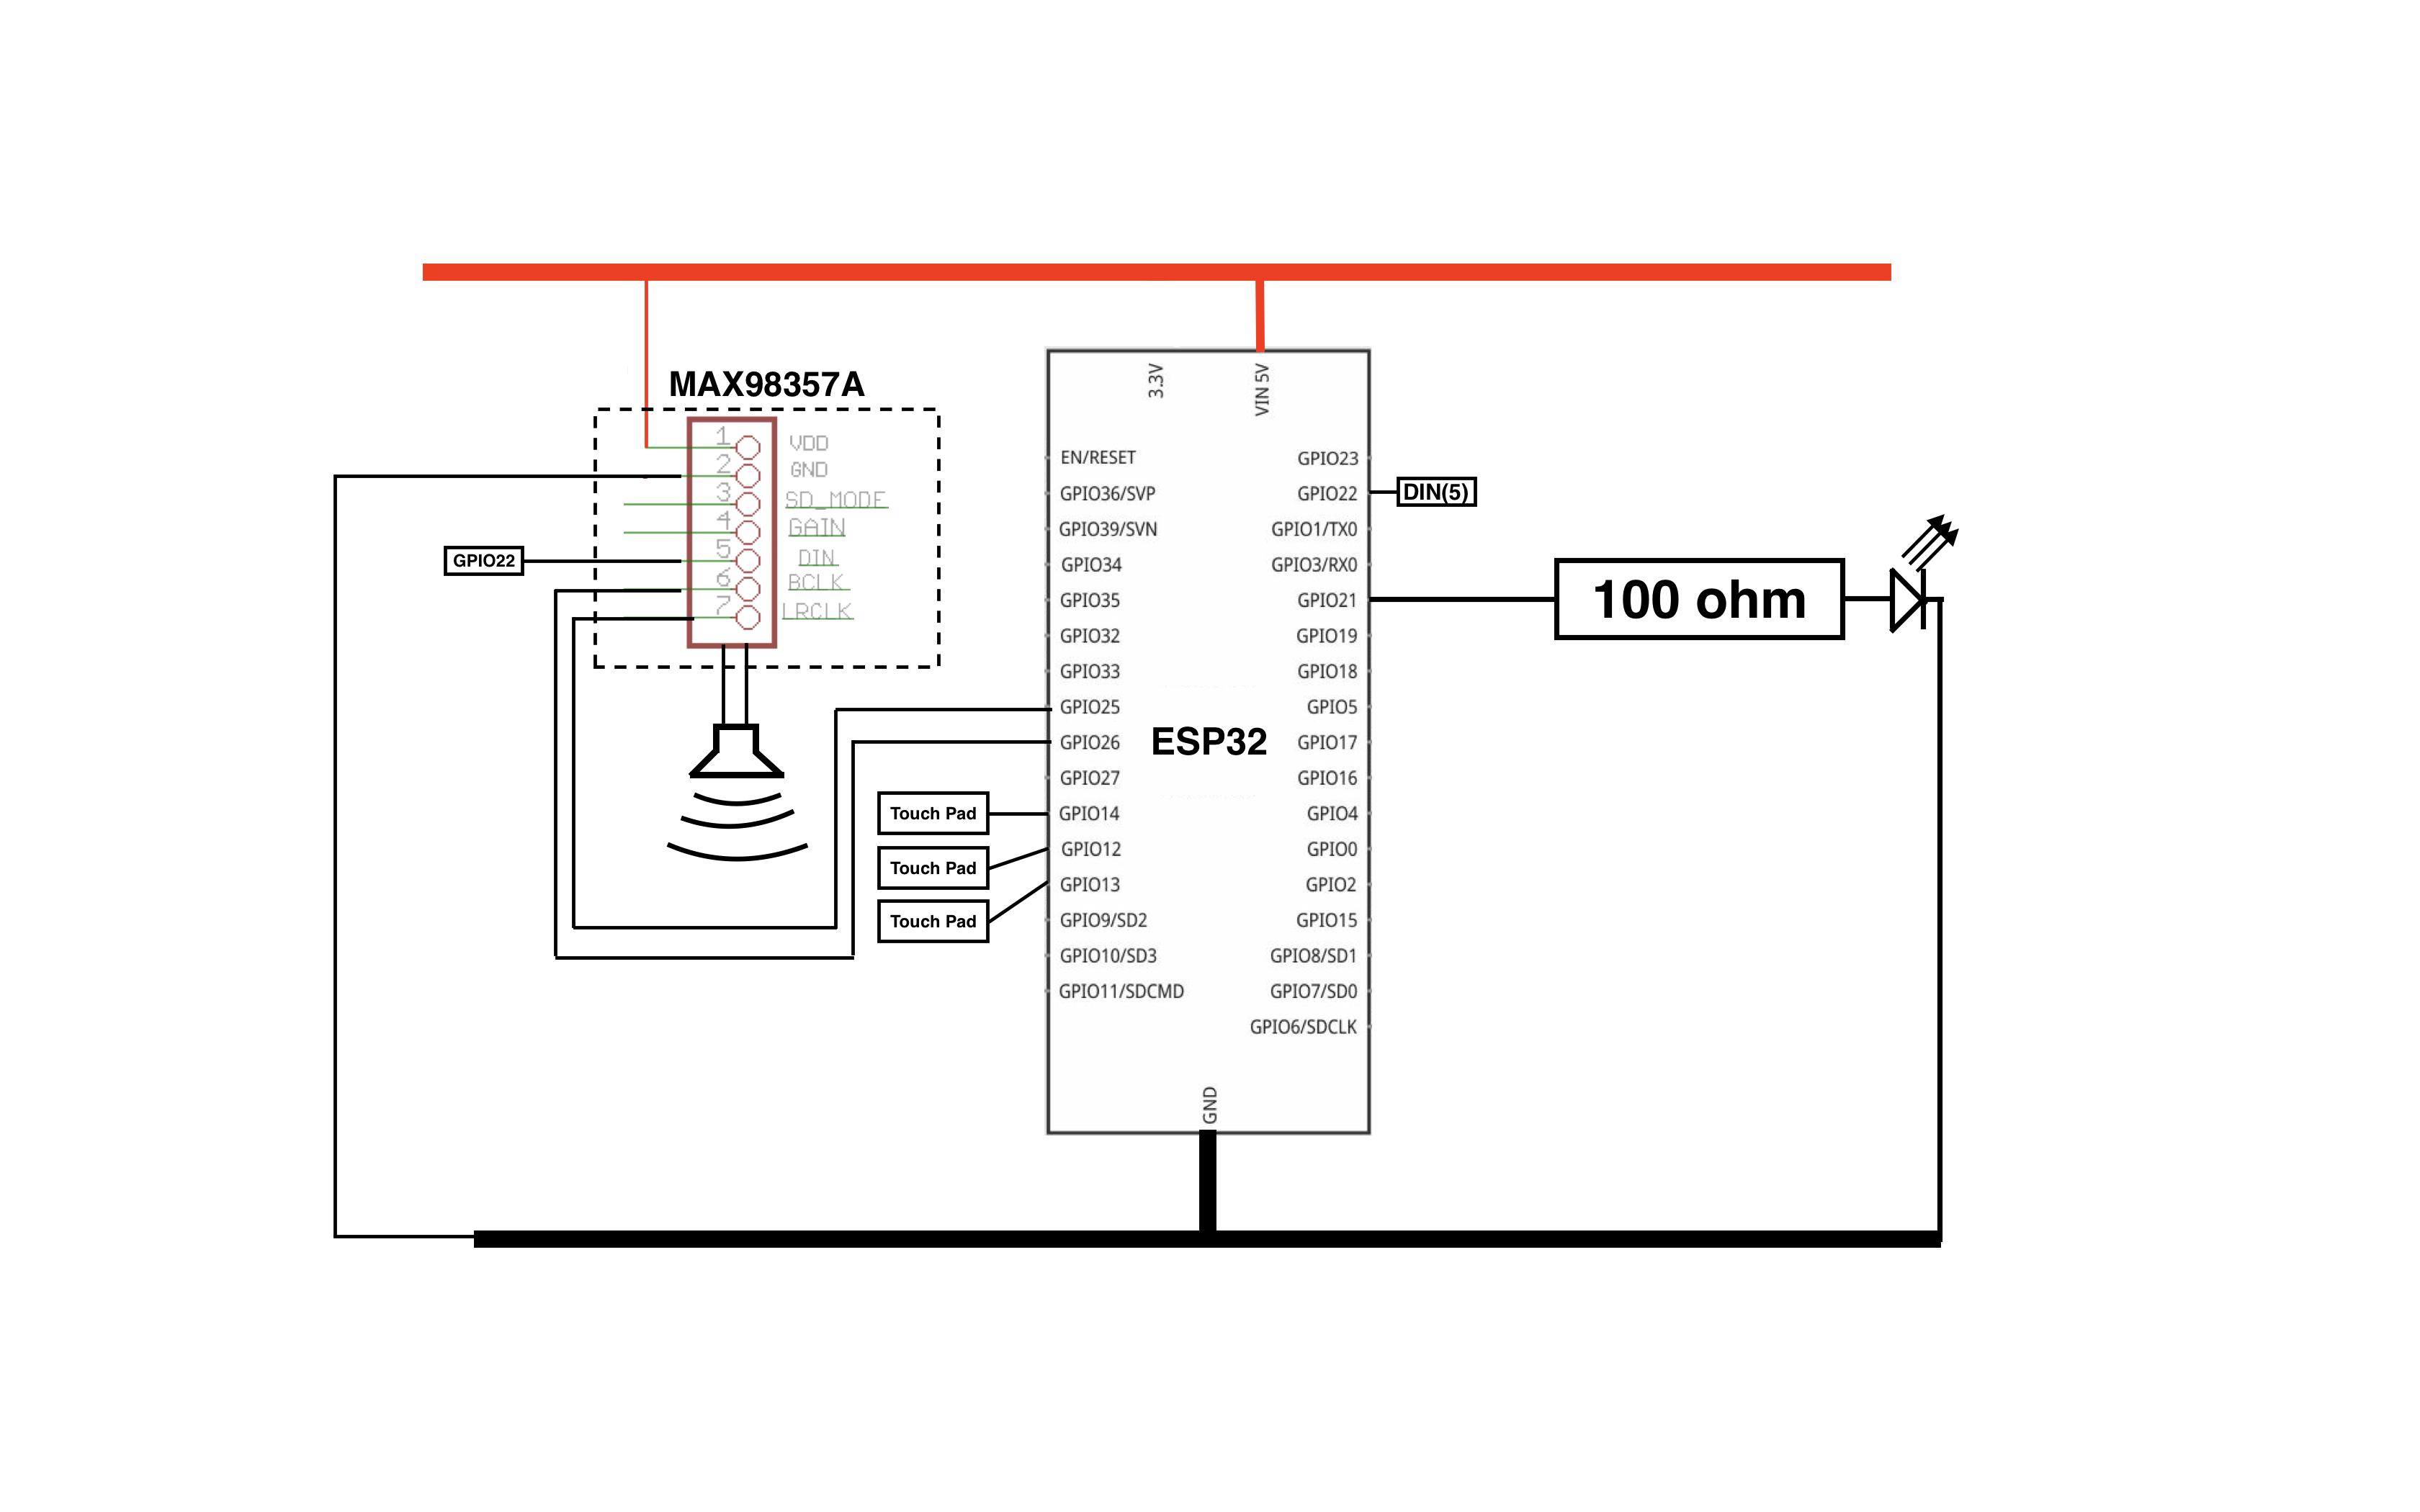 MAX98357A
1 VDD
2 GND
3 SD_MODE
4 GAIN
5 DIN
6 BCLK
7 LRCLK
GPIO22
3.3V
VIN 5V
EN/RESET
GPIO36/SVP
GPIO39/SVN
GPIO34
GPIO35
GPIO32
GPIO33
GPIO25
GPIO26
GPIO27
GPIO14
GPIO12
GPIO13
GPIO9/SD2
GPIO10/SD3
GPIO11/SDCMD
ESP32
GPIO23
GPIO22
GPIO1/TX0
GPIO3/RX0
GPIO21
GPIO19
GPIO18
GPIO5
GPIO17
GPIO16
GPIO4
GPIO0
GPIO2
GPIO15
GPIO8/SD1
GPIO7/SD0
GPIO6/SDCLK
GND
Touch Pad
Touch Pad
Touch Pad
DIN(5)
100 ohm